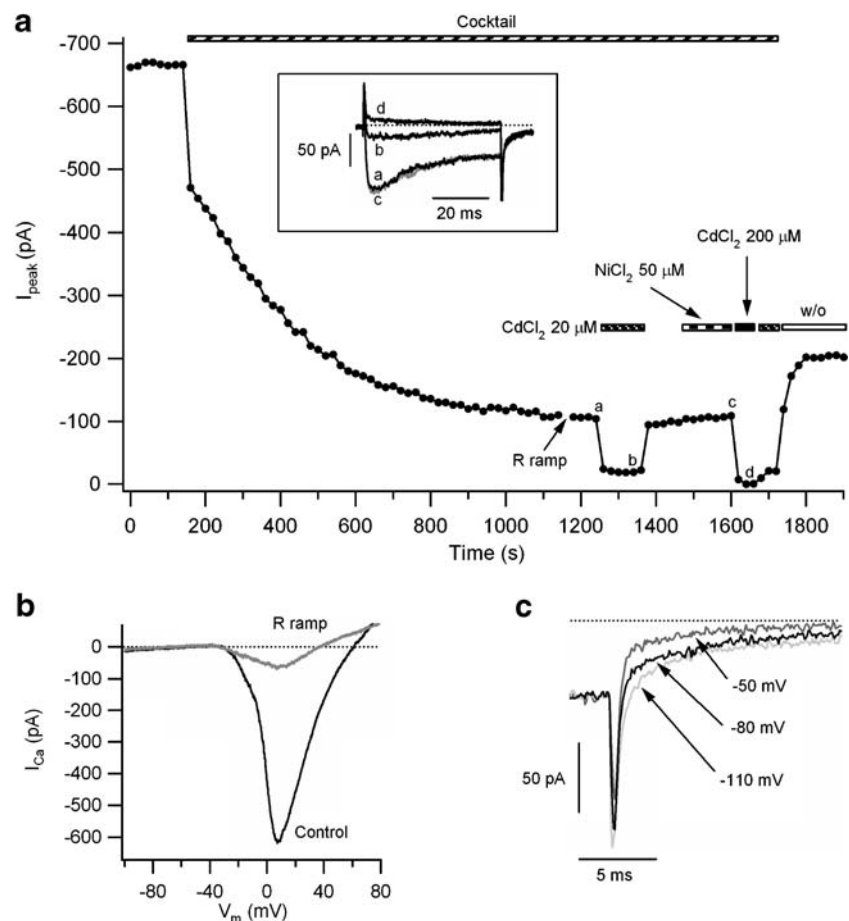 a
Cocktail
-700
-600
-500
-400
-300
-200
-100
0
I_peak (pA)
d
50 pA
b
a
c
20 ms
CdCl₂ 200 µM
NiCl₂ 50 µM
CdCl₂ 20 µM
w/o
R ramp
a
b
c
d
0 200 400 600 800 1000 1200 1400 1600 1800
Time (s)
b
R ramp
0
-100
-200
-300
-400
-500
-600
I_Ca (pA)
Control
-80 -40 0 40 80
V_m (mV)
c
-50 mV
-80 mV
-110 mV
50 pA
5 ms